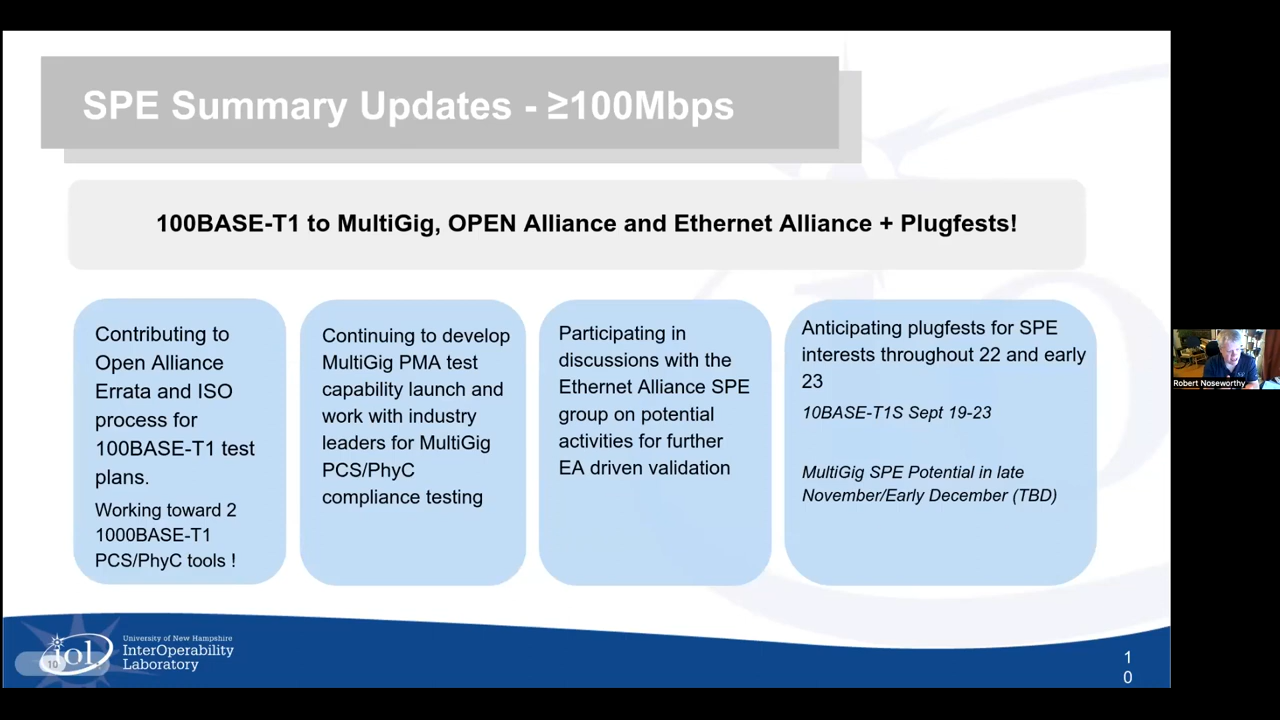 SPE Summary Updates - ≥100Mbps
100BASE-T1 to MultiGig, OPEN Alliance and Ethernet Alliance + Plugfests!
Contributing to
Open Alliance
Errata and ISO
process for
100BASE-T1 test
plans.
Working toward 2
1000BASE-T1
PCS/PhyC tools !
Continuing to develop
MultiGig PMA test
capability launch and
work with industry
leaders for MultiGig
PCS/PhyC
compliance testing
Participating in
discussions with the
Ethernet Alliance SPE
group on potential
activities for further
EA driven validation
Anticipating plugfests for SPE
interests throughout 22 and early
23
10BASE-T1S Sept 19-23
MultiGig SPE Potential in late
November/Early December (TBD)
Robert Noseworthy
iol
10
University of New Hampshire
InterOperability
Laboratory
1
0